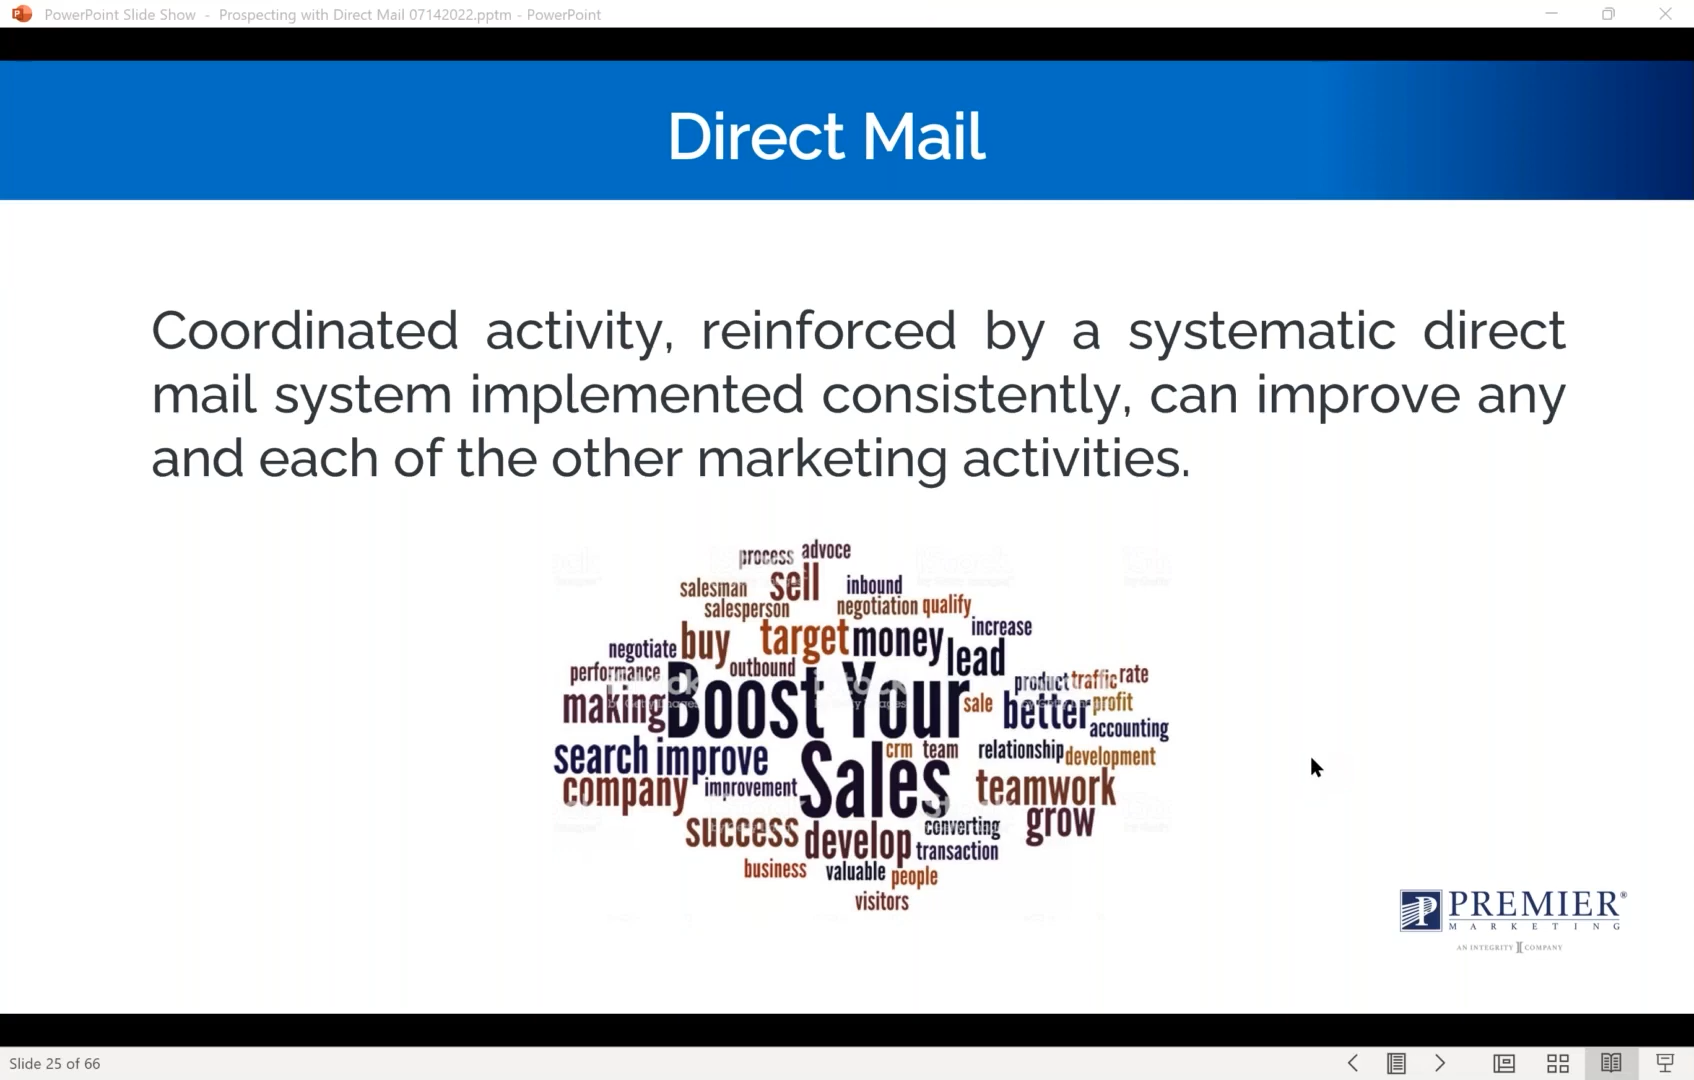 PowerPoint Slide Show - Prospecting with Direct Mail 07142022.pptm - PowerPoint
Direct Mail
Coordinated activity, reinforced by a systematic direct
mail system implemented consistently, can improve any
and each of the other marketing activities.
process advoce
salesman sell inbound
salesperson negotiation qualify
negotiate buy target money increase
performance outbound lead
product traffic rate
making Boost Your sale better profit
accounting
search improve crm team relationship development
company improvement Sales teamwork
success develop converting grow
transaction
business valuable people
visitors
PREMIER®
MARKETING
AN INTEGRITY COMPANY
Slide 25 of 66